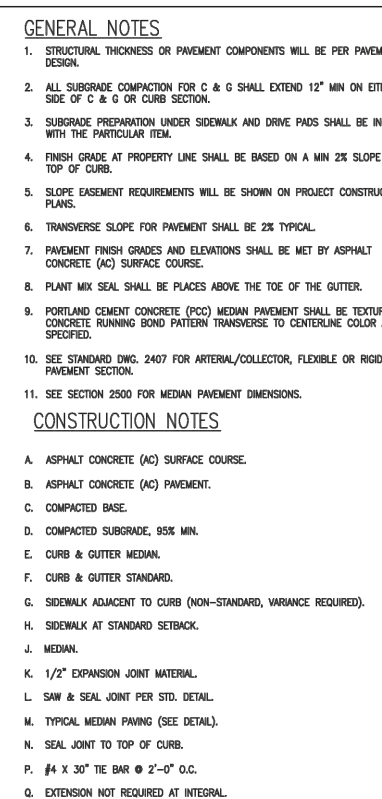 GENERAL NOTES
1. STRUCTURAL THICKNESS OR PAVEMENT COMPONENTS WILL BE PER
DESIGN.
2. ALL SUBGRADE COMPACTION FOR C & G SHALL EXTEND 12" MIN ON
SIDE OF C & G OR CURB SECTION.
3. SUBGRADE PREPARATION UNDER SIDEWALK AND DRIVE PADS SHALL BE
WITH THE PARTICULAR ITEM.
4. FINISH GRADE AT PROPERTY LINE SHALL BE BASED ON A MIN 2% SLOPE
TOP OF CURB.
5. SLOPE EASEMENT REQUIREMENTS WILL BE SHOWN ON PROJECT
PLANS.
6. TRANSVERSE SLOPE FOR PAVEMENT SHALL BE 2% TYPICAL.
7. PAVEMENT FINISH GRADES AND ELEVATIONS SHALL BE MET BY ASPHALT
CONCRETE (AC) SURFACE COURSE.
8. PLANT MIX SEAL SHALL BE PLACES ABOVE THE TOE OF THE GUTTER.
9. PORTLAND CEMENT CONCRETE (PCC) MEDIAN PAVEMENT SHALL BE
CONCRETE RUNNING BOND PATTERN TRANSVERSE TO CENTERLINE COLOR
SPECIFIED.
10. SEE STANDARD DWG. 2407 FOR ARTERIAL/COLLECTOR, FLEXIBLE OR RIGID
PAVEMENT SECTION.
11. SEE SECTION 2500 FOR MEDIAN PAVEMENT DIMENSIONS.
CONSTRUCTION NOTES
A. ASPHALT CONCRETE (AC) SURFACE COURSE.
B. ASPHALT CONCRETE (AC) PAVEMENT.
C. COMPACTED BASE.
D. COMPACTED SUBGRADE, 95% MIN.
E. CURB & GUTTER MEDIAN.
F. CURB & GUTTER STANDARD.
G. SIDEWALK ADJACENT TO CURB (NON-STANDARD, VARIANCE REQUIRED).
H. SIDEWALK AT STANDARD SETBACK.
J. MEDIAN.
K. 1/2" EXPANSION JOINT MATERIAL.
L. SAW & SEAL JOINT PER STD. DETAIL.
M. TYPICAL MEDIAN PAVING (SEE DETAIL).
N. SEAL JOINT TO TOP OF CURB.
P. #4 X 30" TIE BAR @ 2'-0" O.C.
Q. EXTENSION NOT REQUIRED AT INTEGRAL.